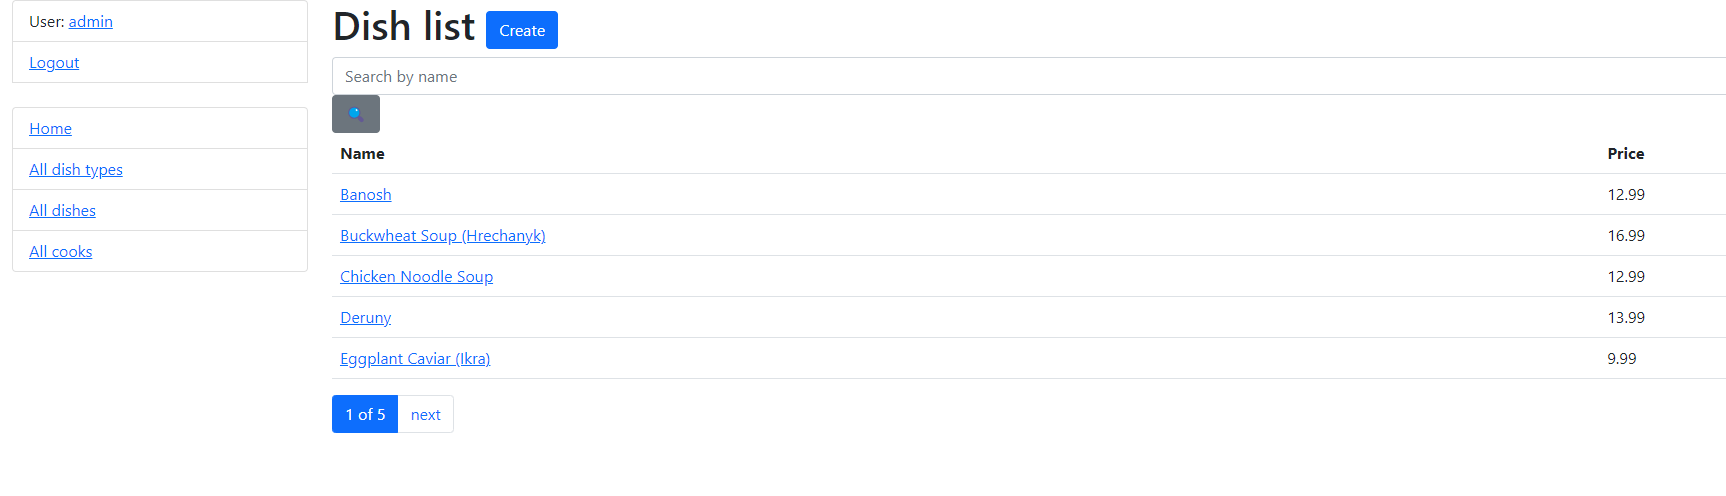 User: admin
Logout
Home
All dish types
All dishes
All cooks
Dish list Create
Search by name
Name Price
Banosh 12.99
Buckwheat Soup (Hrechanyk) 16.99
Chicken Noodle Soup 12.99
Deruny 13.99
Eggplant Caviar (Ikra) 9.99
1 of 5 next